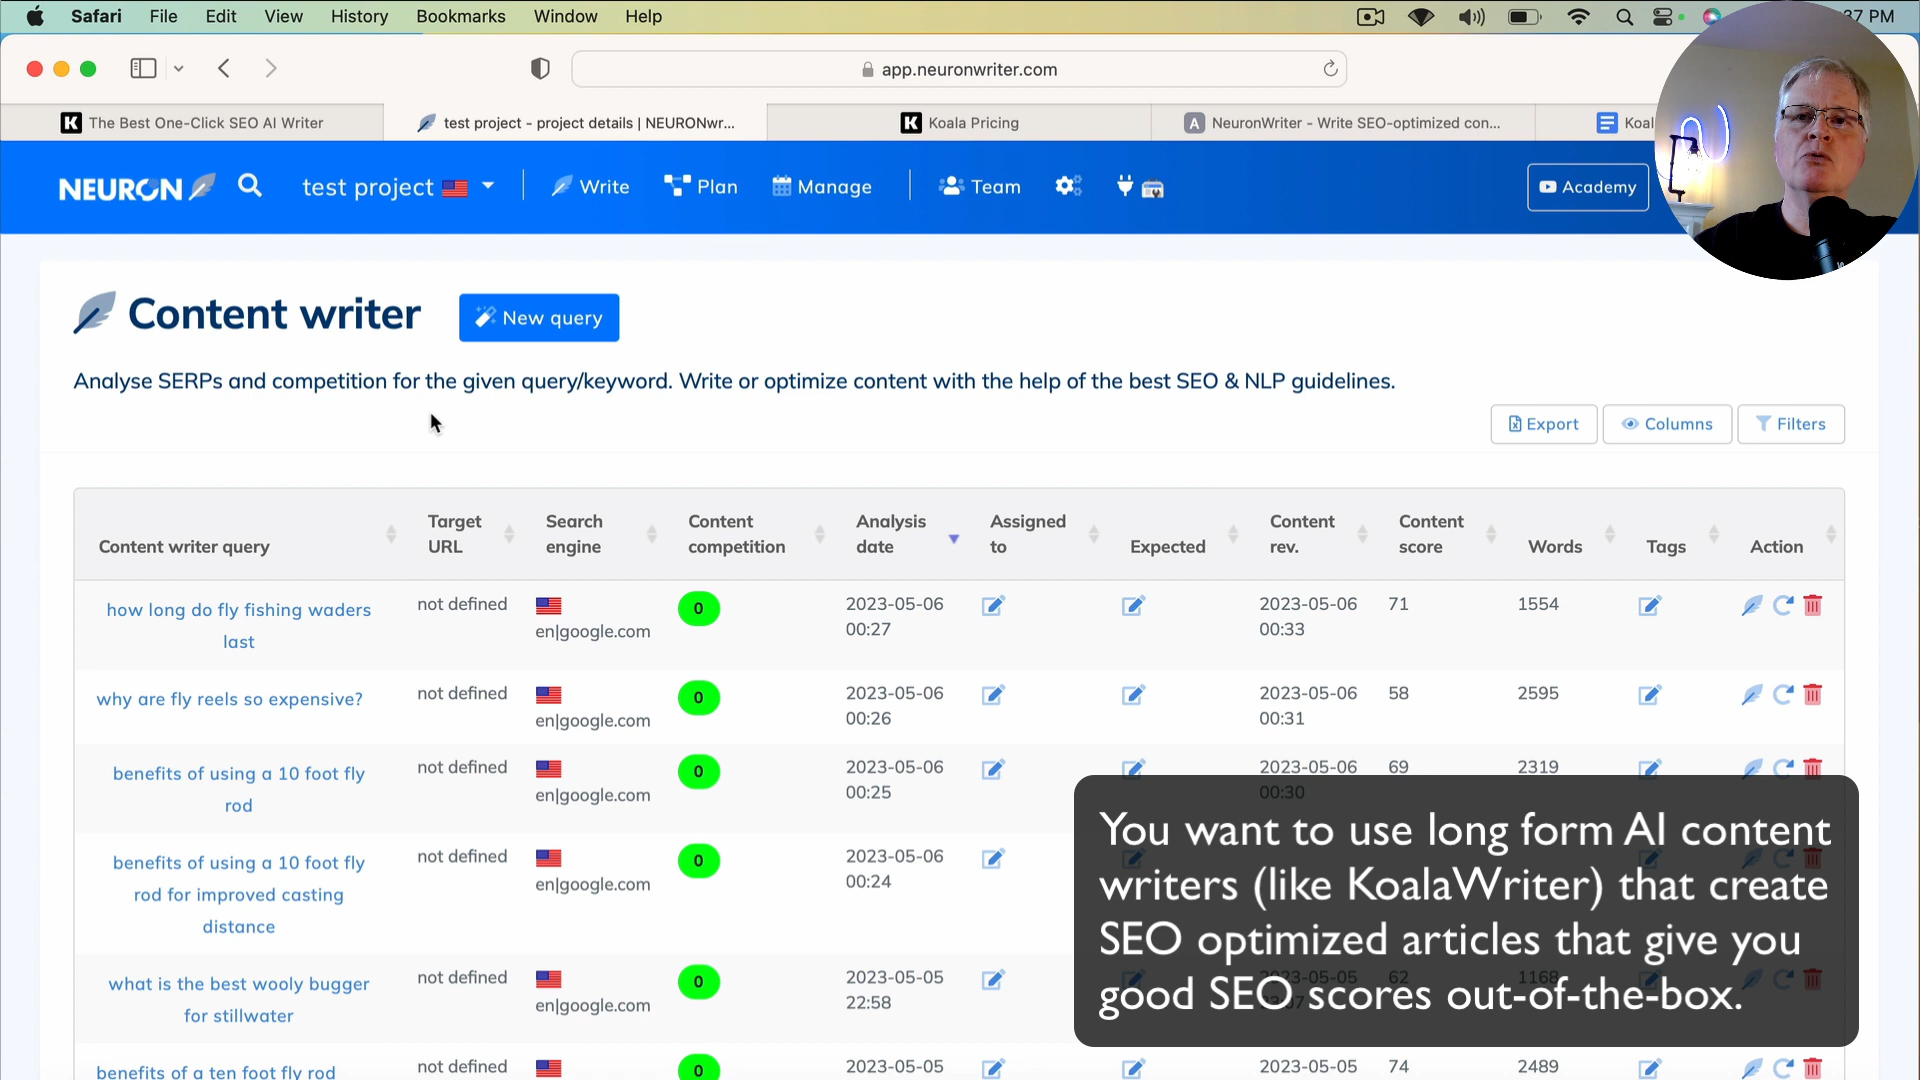 Safari File Edit View History Bookmarks Window Help
37 PM
app.neuronwriter.com
K The Best One-Click SEO AI Writer
test project - project details | NEURONwr...
K Koala Pricing
A NeuronWriter - Write SEO-optimized con...
Koal
NEURON
test project
Write
Plan
Manage
Team
Academy
Content writer
New query
Analyse SERPs and competition for the given query/keyword. Write or optimize content with the help of the best SEO & NLP guidelines.
Export
Columns
Filters
Content writer query
Target URL
Search engine
Content competition
Analysis date
Assigned to
Expected
Content rev.
Content score
Words
Tags
Action
how long do fly fishing waders last
not defined
en|google.com
0
2023-05-06 00:27
2023-05-06 00:33
71
1554
why are fly reels so expensive?
not defined
en|google.com
0
2023-05-06 00:26
2023-05-06 00:31
58
2595
benefits of using a 10 foot fly rod
not defined
en|google.com
0
2023-05-06 00:25
2023-05-06 00:30
69
2319
benefits of using a 10 foot fly rod for improved casting distance
not defined
en|google.com
0
2023-05-06 00:24
what is the best wooly bugger for stillwater
not defined
en|google.com
0
2023-05-05 22:58
2023-05-05
62
1168
benefits of a ten foot fly rod
not defined
0
2023-05-05
2023-05-05
74
2489
You want to use long form AI content
writers (like KoalaWriter) that create
SEO optimized articles that give you
good SEO scores out-of-the-box.